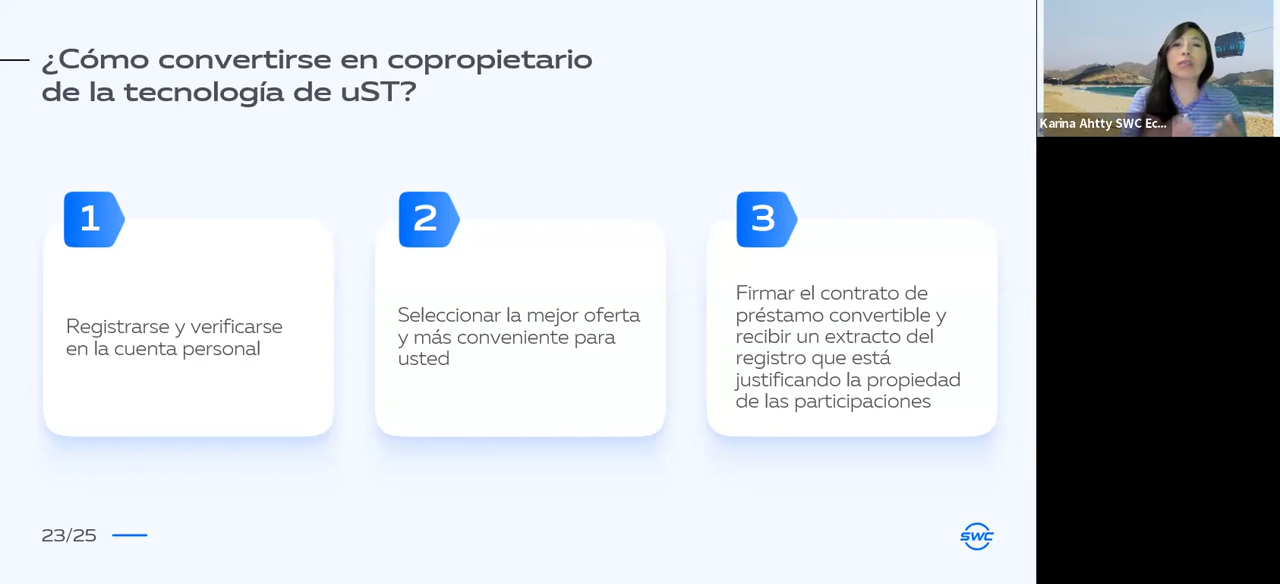 ¿Cómo convertirse en copropietario
de la tecnología de uST?
1
Registrarse y verificarse
en la cuenta personal
2
Seleccionar la mejor oferta
y más conveniente para
usted
3
Firmar el contrato de
préstamo convertible y
recibir un extracto del
registro que está
justificando la propiedad
de las participaciones
23/25
SWC
Karina Ahtty SWC Ec...